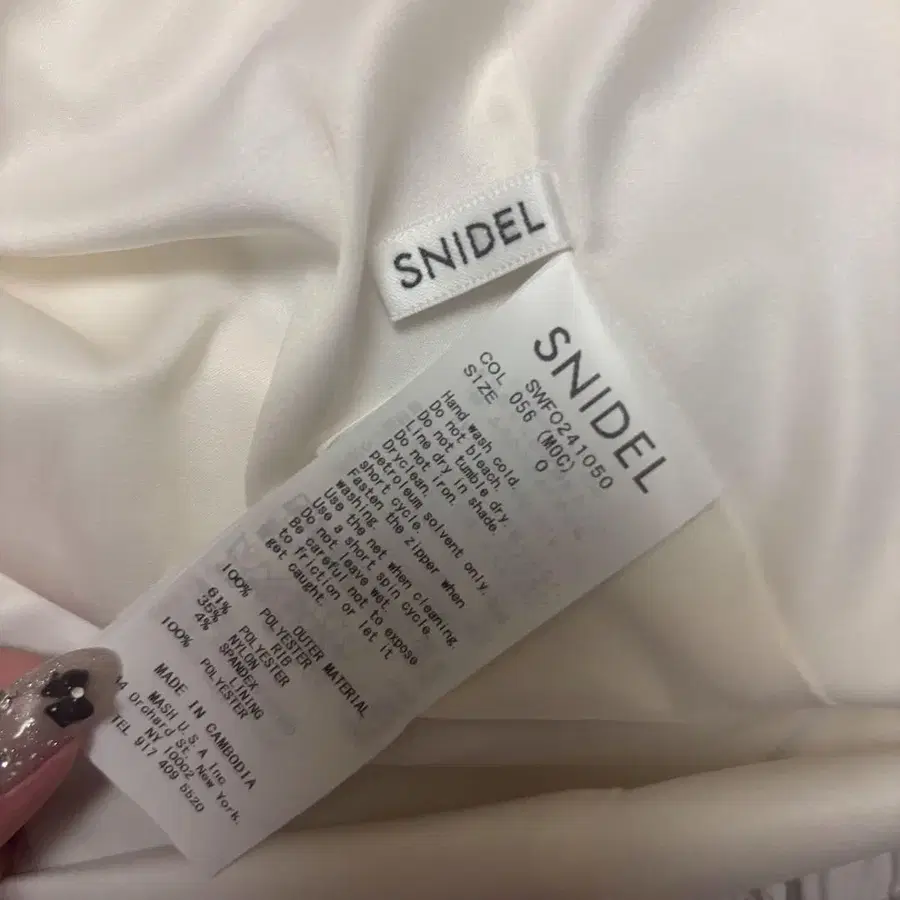 SNIDEL
SNIDEL
SWFO241050
COL 056 (MOC)
SIZE 0
Hand wash cold.
Do not bleach.
Do not tumble dry.
Line dry in shade.
Do not iron.
Dryclean.
petroleum solvent only.
short cycle.
Fasten the zipper when
washing.
Use the net when cleaning.
Use a short spin cycle.
Do not leave wet.
Be careful not to expose
to friction or let it
get caught.
OUTER MATERIAL
100% POLYESTER
RIB
61% POLYESTER
35% NYLON
4% SPANDEX
LINING
100% POLYESTER
MADE IN CAMBODIA
MASH U.S.A Inc.
Orchard St. New York.
NY 10002
TEL 917 409 5520